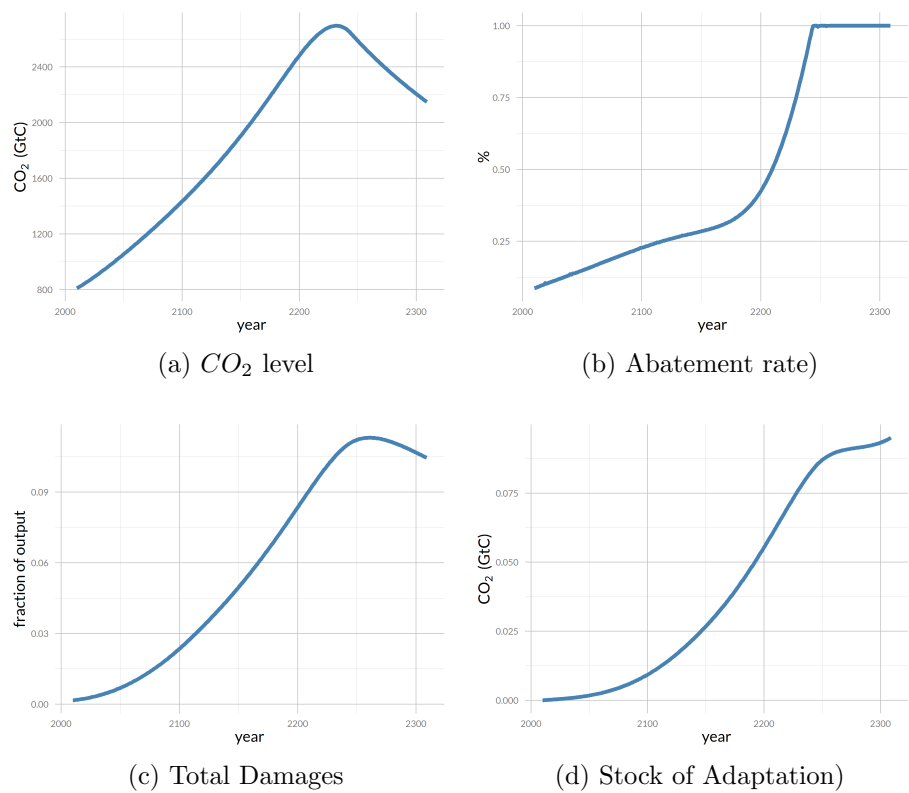 2400
2000
1600
1200
800
CO2 (GtC)
2000 2100 2200 2300
year
(a) CO2 level
1.00
0.75
0.50
0.25
%
2000 2100 2200 2300
year
(b) Abatement rate)
0.09
0.06
0.03
0.00
fraction of output
2000 2100 2200 2300
year
(c) Total Damages
0.075
0.050
0.025
0.000
CO2 (GtC)
2000 2100 2200 2300
year
(d) Stock of Adaptation)